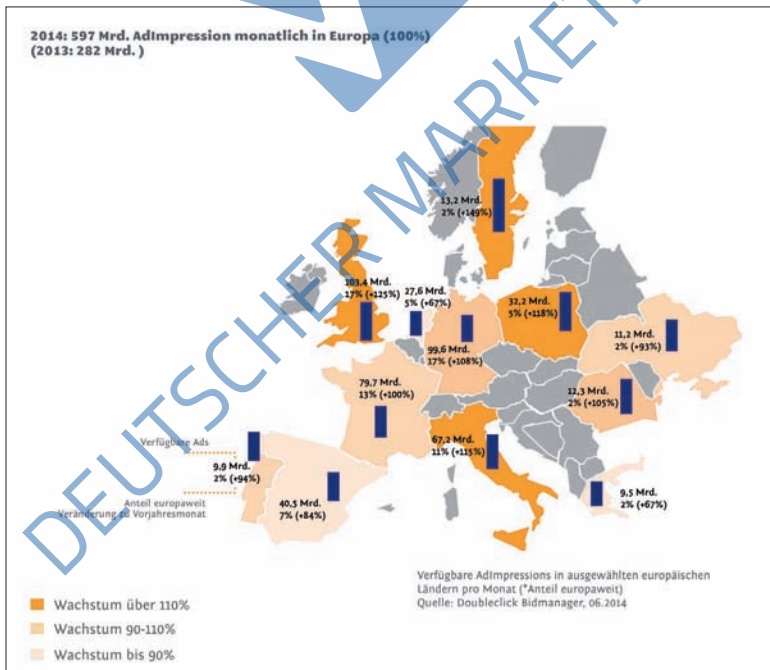 2014: 597 Mrd. AdImpression monatlich in Europa (100%)
(2013: 282 Mrd. )
DEUTSCHER MARKET
13,2 Mrd.
2% (+149%)
103,4 Mrd.
17% (+125%)
27,6 Mrd.
5% (+67%)
32,2 Mrd.
5% (+118%)
11,2 Mrd.
2% (+93%)
99,6 Mrd.
17% (+108%)
79,7 Mrd.
13% (+100%)
12,3 Mrd.
2% (+105%)
67,2 Mrd.
11% (+115%)
Verfügbare Ads
9,9 Mrd.
2% (+94%)
Anteil europaweit
Veränderung zu Vorjahresmonat
40,5 Mrd.
7% (+84%)
9,5 Mrd.
2% (+67%)
Verfügbare AdImpressions in ausgewählten europäischen
Ländern pro Monat (*Anteil europaweit)
Quelle: Doubleclick Bidmanager, 06.2014
Wachstum über 110%
Wachstum 90-110%
Wachstum bis 90%